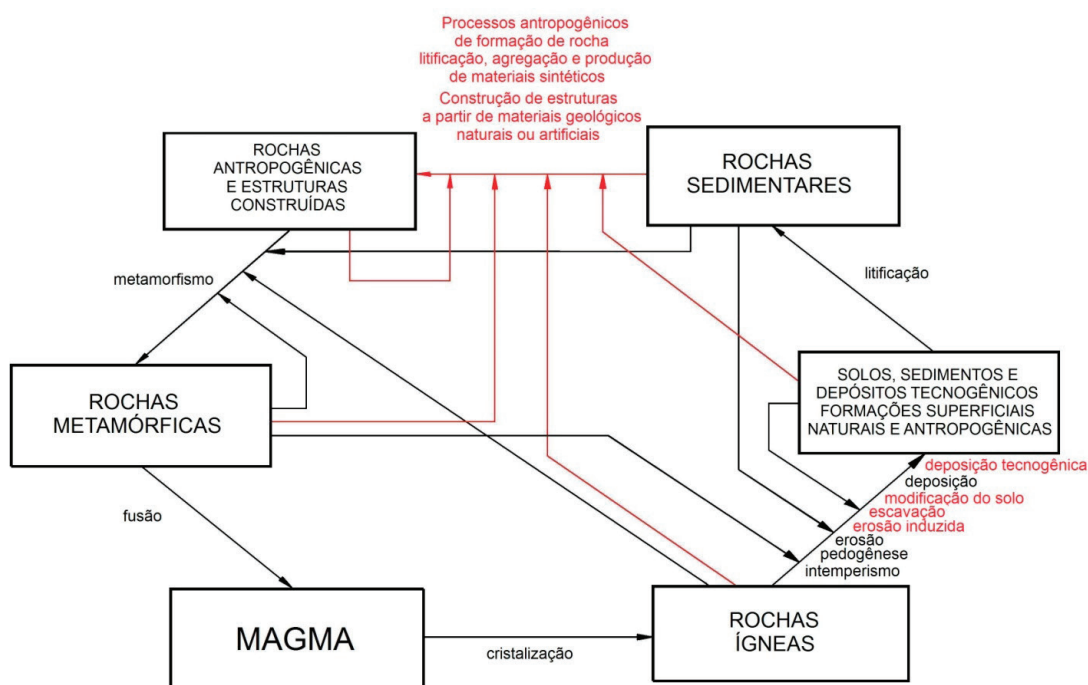 Processos antropogênicos
de formação de rocha
litificação, agregação e produção
de materiais sintéticos
Construção de estruturas
a partir de materiais geológicos
naturais ou artificiais
ROCHAS
ANTROPOGÊNICAS
E ESTRUTURAS
CONSTRUÍDAS
ROCHAS
SEDIMENTARES
metamorfismo
litificação
ROCHAS
METAMÓRFICAS
SOLOS, SEDIMENTOS E
DEPÓSITOS TECNOGÊNICOS
FORMAÇÕES SUPERFICIAIS
NATURAIS E ANTROPOGÊNICAS
deposição tecnogênica
deposição
modificação do solo
escavação
erosão induzida
erosão
pedogênese
intemperismo
fusão
MAGMA
cristalização
ROCHAS
ÍGNEAS